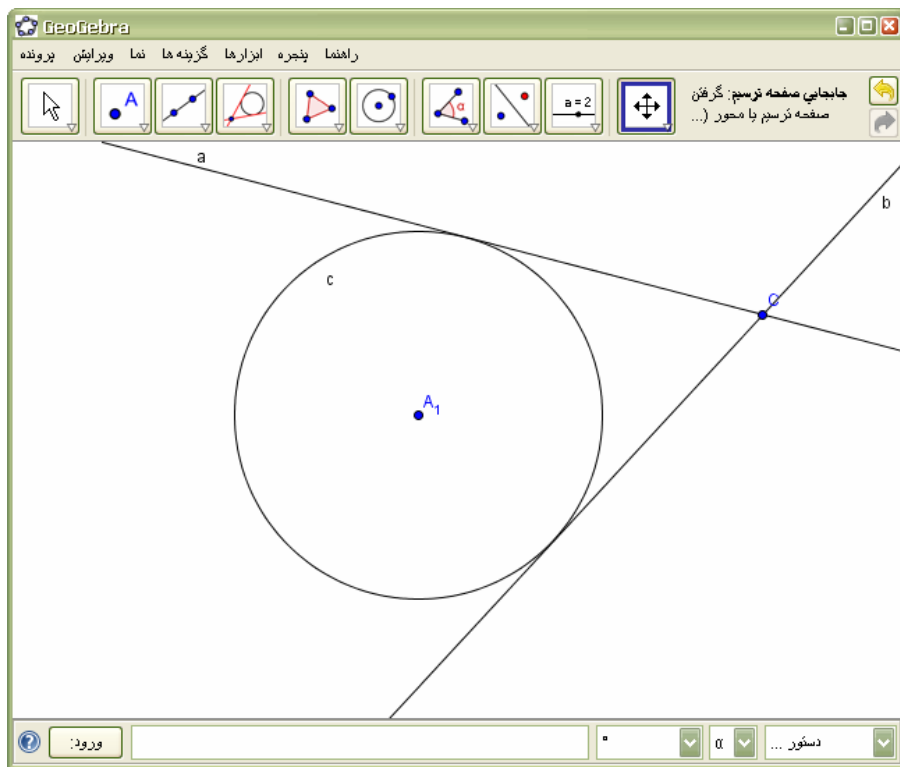 GeoGebra
پرونده ویرایش نما گزینه ها ابزارها پنجره راهنما
A
α
a = 2
جابجایي صفحه ترسیم: گرفتن
صفحه ترسیم یا محور (...
a
b
c
C
A₁
ورود:
°
α
دستور ...